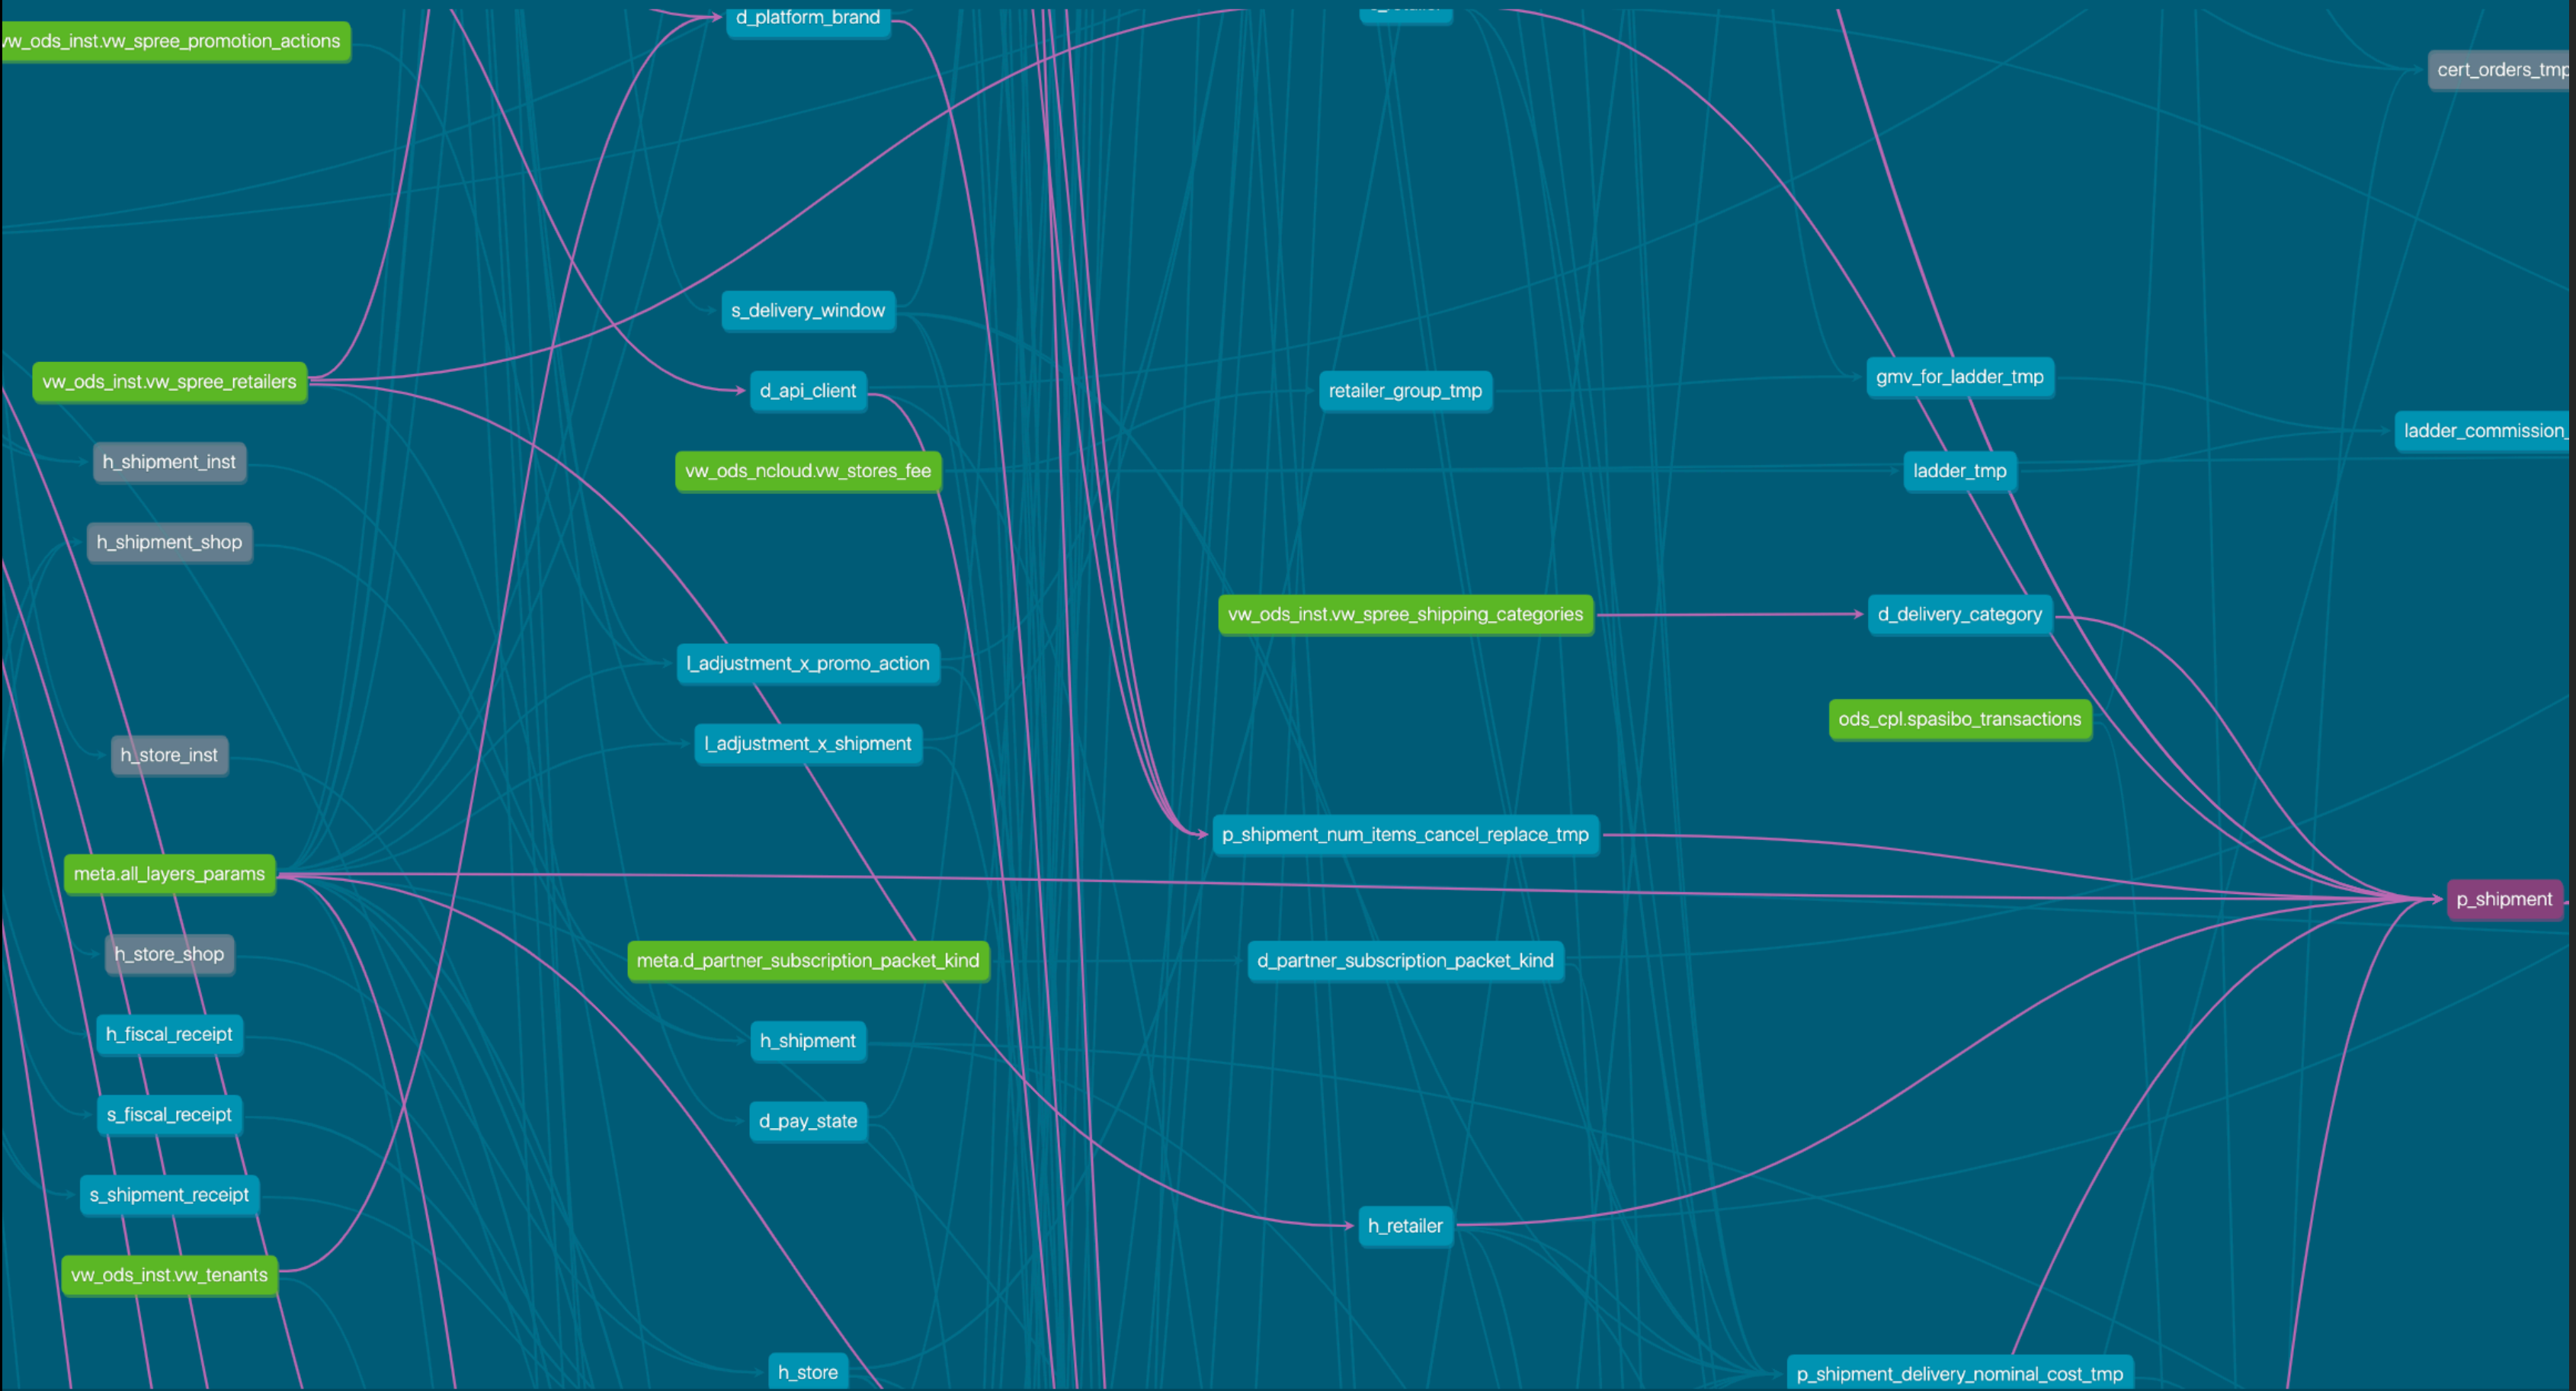 d_platform_brand
vw_ods_inst.vw_spree_promotion_actions
cert_orders_tmp
s_delivery_window
vw_ods_inst.vw_spree_retailers
d_api_client
retailer_group_tmp
gmv_for_ladder_tmp
ladder_commission_
h_shipment_inst
vw_ods_ncloud.vw_stores_fee
ladder_tmp
h_shipment_shop
vw_ods_inst.vw_spree_shipping_categories
d_delivery_category
l_adjustment_x_promo_action
ods_cpl.spasibo_transactions
l_adjustment_x_shipment
h_store_inst
p_shipment_num_items_cancel_replace_tmp
meta.all_layers_params
p_shipment
h_store_shop
meta.d_partner_subscription_packet_kind
d_partner_subscription_packet_kind
h_fiscal_receipt
h_shipment
s_fiscal_receipt
d_pay_state
s_shipment_receipt
h_retailer
vw_ods_inst.vw_tenants
h_store
p_shipment_delivery_nominal_cost_tmp